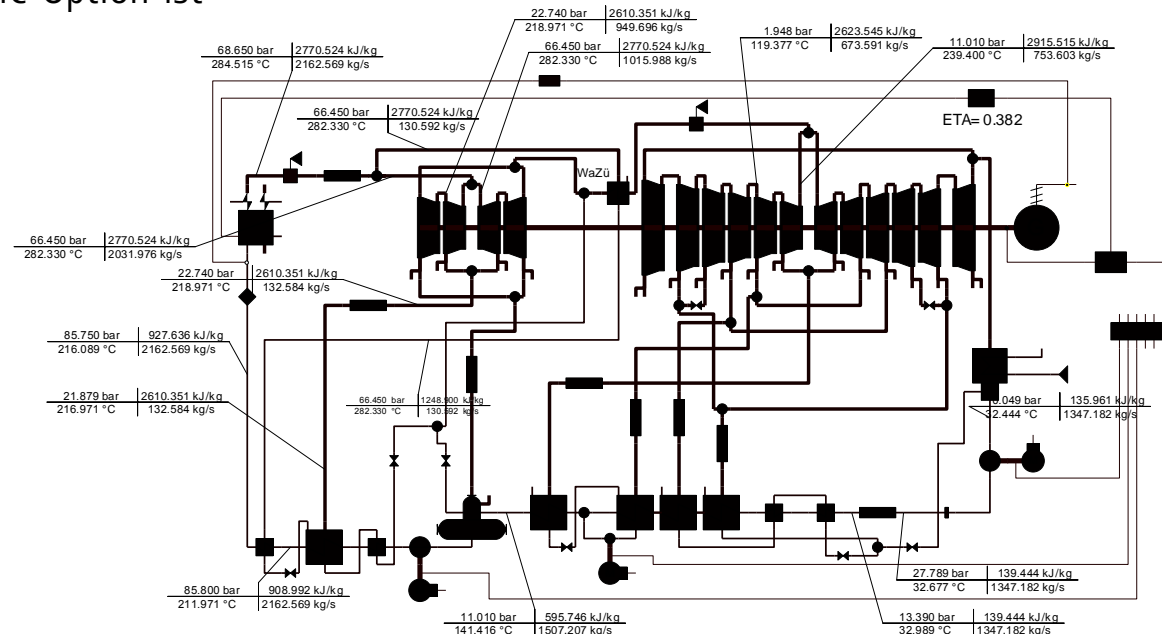 22.740 bar 2610.351 kJ/kg
218.971 °C 949.696 kg/s
1.948 bar 2623.545 kJ/kg
119.377 °C 673.591 kg/s
68.650 bar 2770.524 kJ/kg
284.515 °C 2162.569 kg/s
66.450 bar 2770.524 kJ/kg
282.330 °C 1015.988 kg/s
11.010 bar 2915.515 kJ/kg
239.400 °C 753.603 kg/s
66.450 bar 2770.524 kJ/kg
282.330 °C 130.592 kg/s
ETA= 0.382
WaZü
66.450 bar 2770.524 kJ/kg
282.330 °C 2031.976 kg/s
22.740 bar 2610.351 kJ/kg
218.971 °C 132.584 kg/s
85.750 bar 927.636 kJ/kg
216.089 °C 2162.569 kg/s
21.879 bar 2610.351 kJ/kg
216.971 °C 132.584 kg/s
66.450 bar 1248.900 kJ/kg
282.330 °C 130.592 kg/s
.049 bar 135.961 kJ/kg
32.444 °C 1347.182 kg/s
27.789 bar 139.444 kJ/kg
32.677 °C 1347.182 kg/s
85.800 bar 908.992 kJ/kg
211.971 °C 2162.569 kg/s
11.010 bar 595.746 kJ/kg
141.416 °C 1507.207 kg/s
13.390 bar 139.444 kJ/kg
32.989 °C 1347.182 kg/s